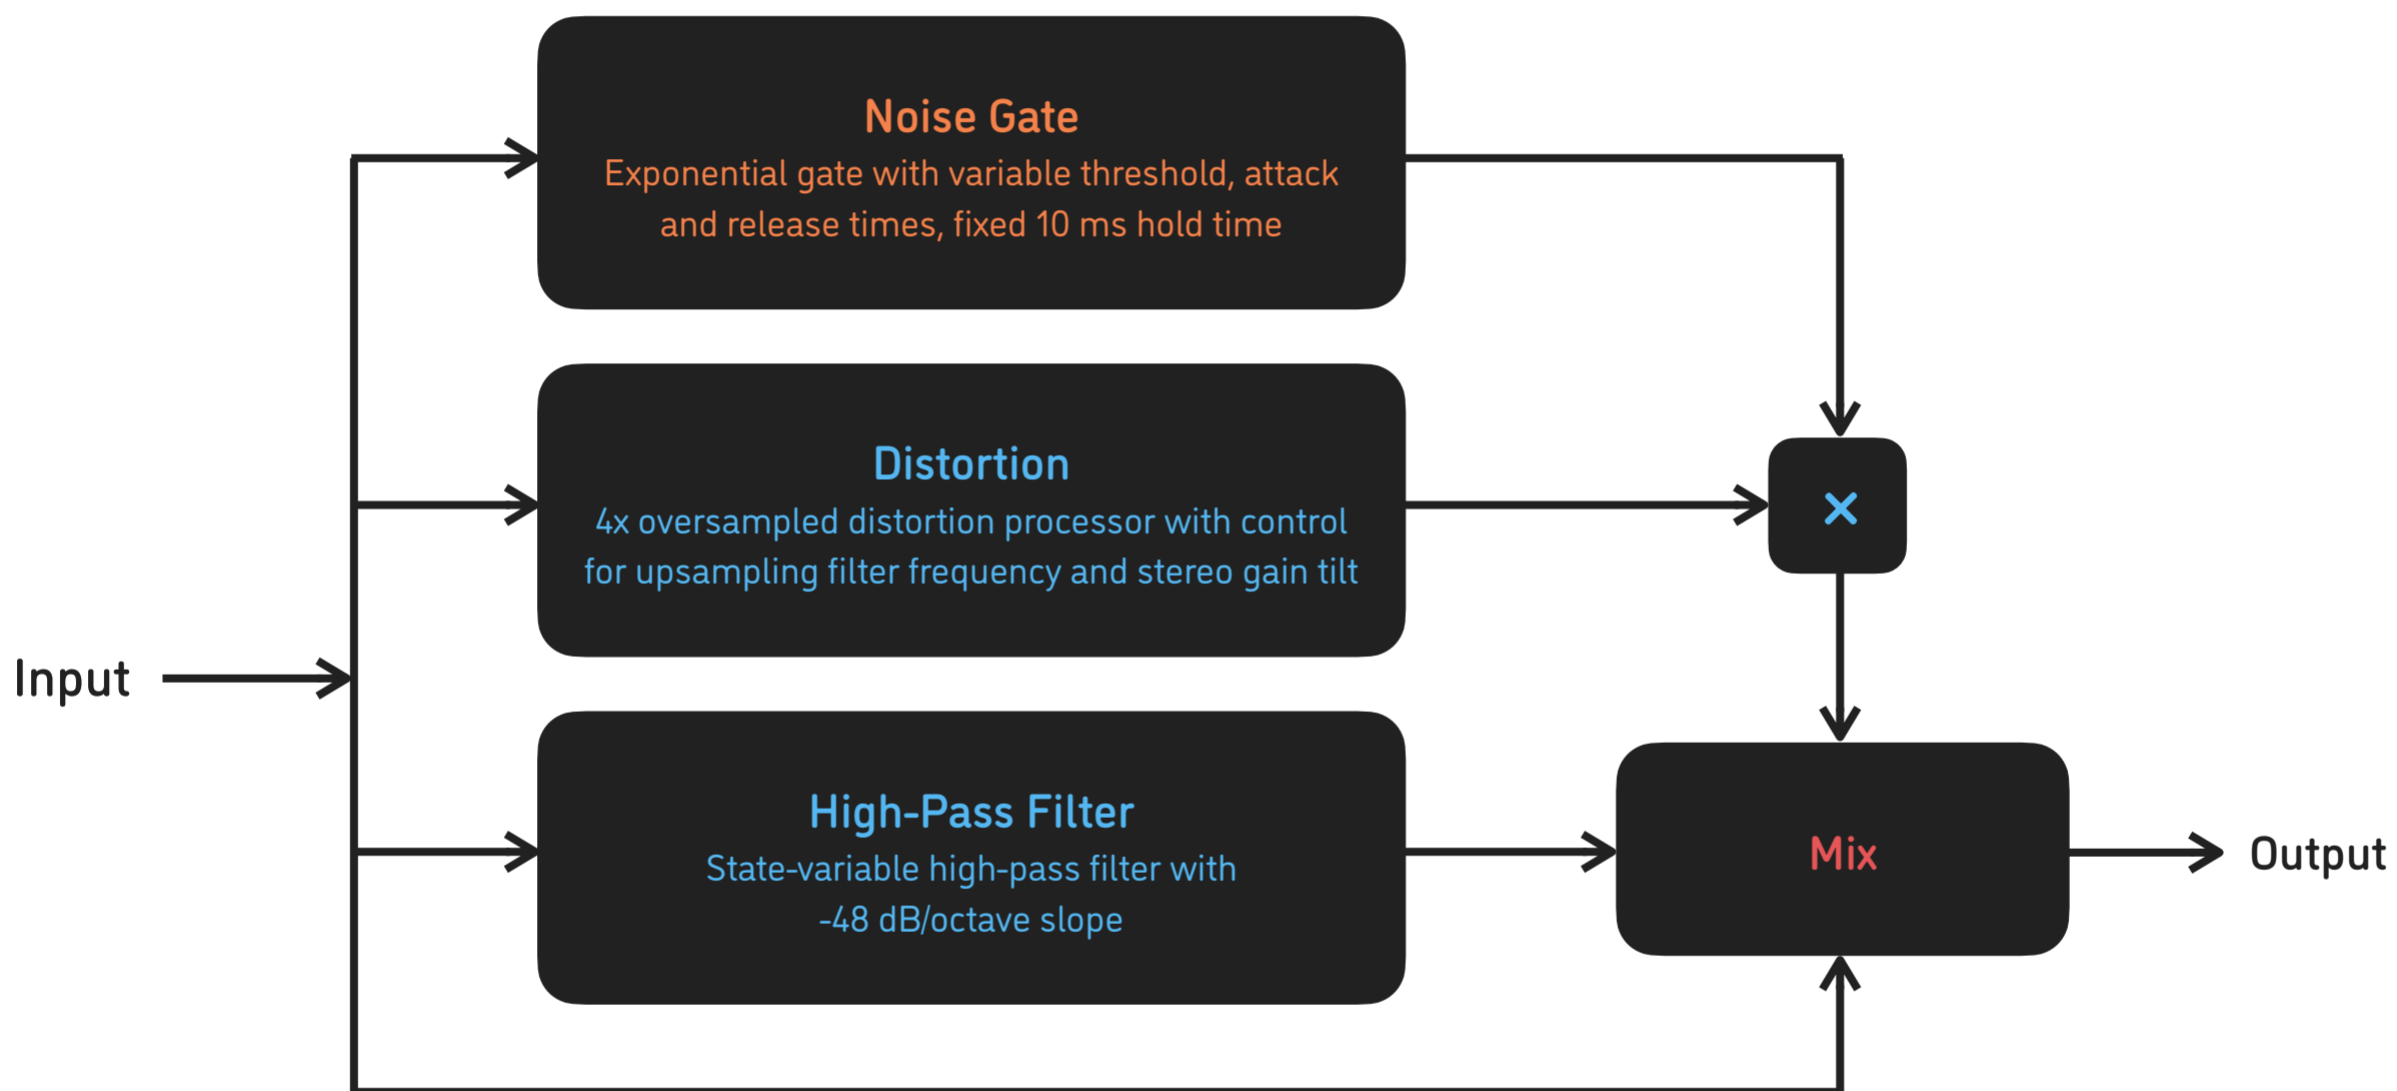 Noise Gate
Exponential gate with variable threshold, attack
and release times, fixed 10 ms hold time
Distortion
4x oversampled distortion processor with control
for upsampling filter frequency and stereo gain tilt
×
Input
High-Pass Filter
State-variable high-pass filter with
-48 dB/octave slope
Mix
Output